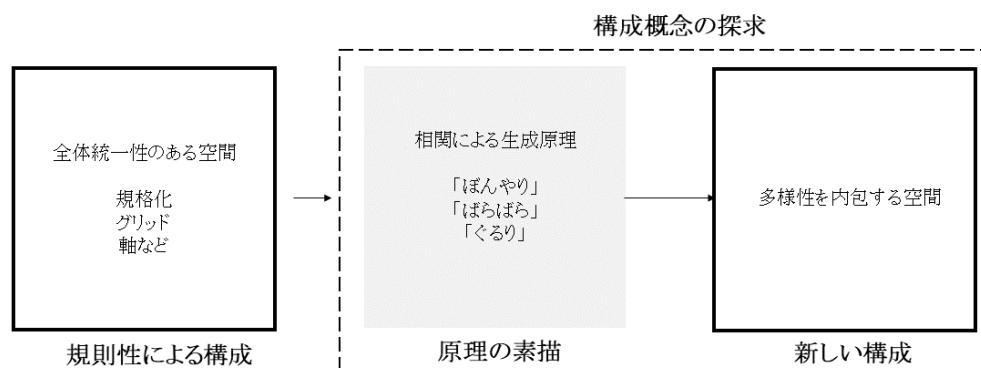 構成概念の探求
全体統一性のある空間
規格化
グリッド
軸など
規則性による構成
相関による生成原理
「ぼんやり」
「ばらばら」
「ぐるり」
原理の素描
多様性を内包する空間
新しい構成